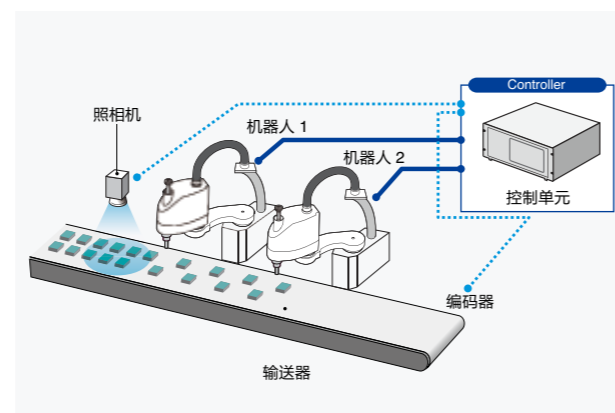 Controller
照相机
机器人 1
机器人 2
控制单元
编码器
输送器